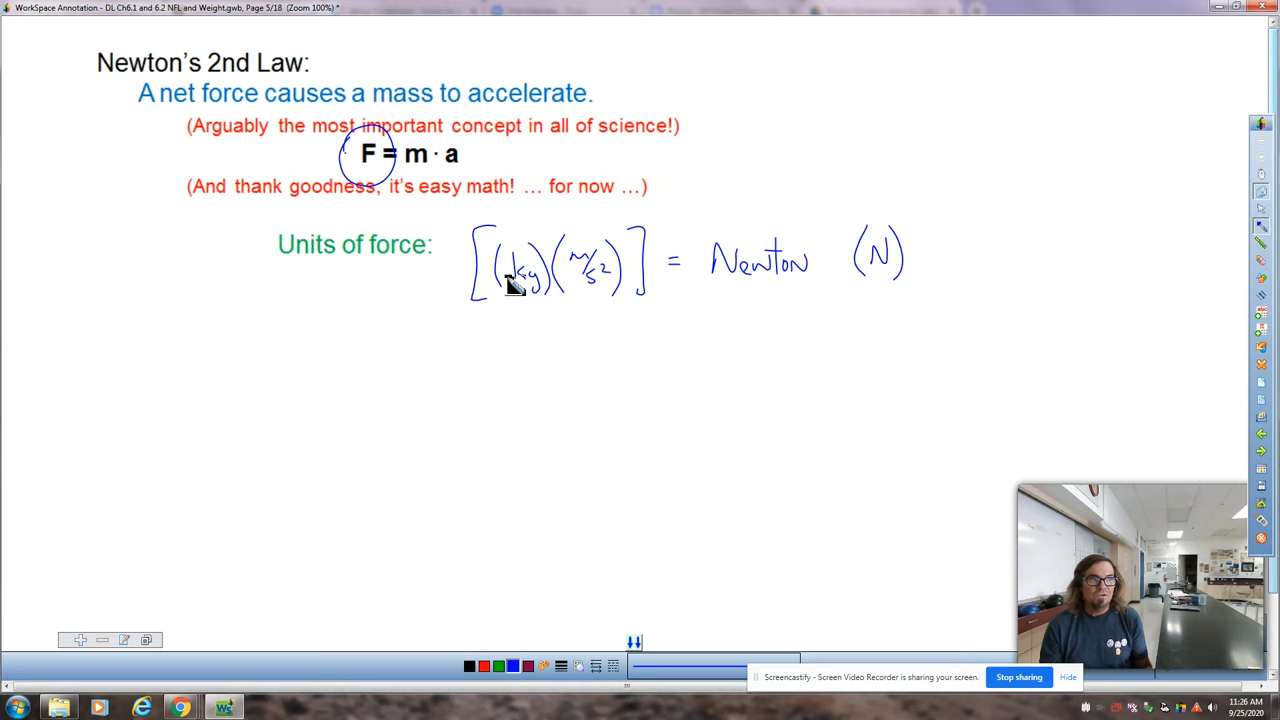 WorkSpace Annotation - DL Ch6.1 and 6.2 NFL and Weight.gwb, Page 5/18 (Zoom 100%) *
Newton's 2nd Law:
A net force causes a mass to accelerate.
(Arguably the most important concept in all of science!)
F = m · a
(And thank goodness, it's easy math! ... for now ...)
Units of force: [(kg)(m/s²)] = Newton (N)
Screencastify - Screen Video Recorder is sharing your screen. Stop sharing Hide
11:26 AM
9/25/2020